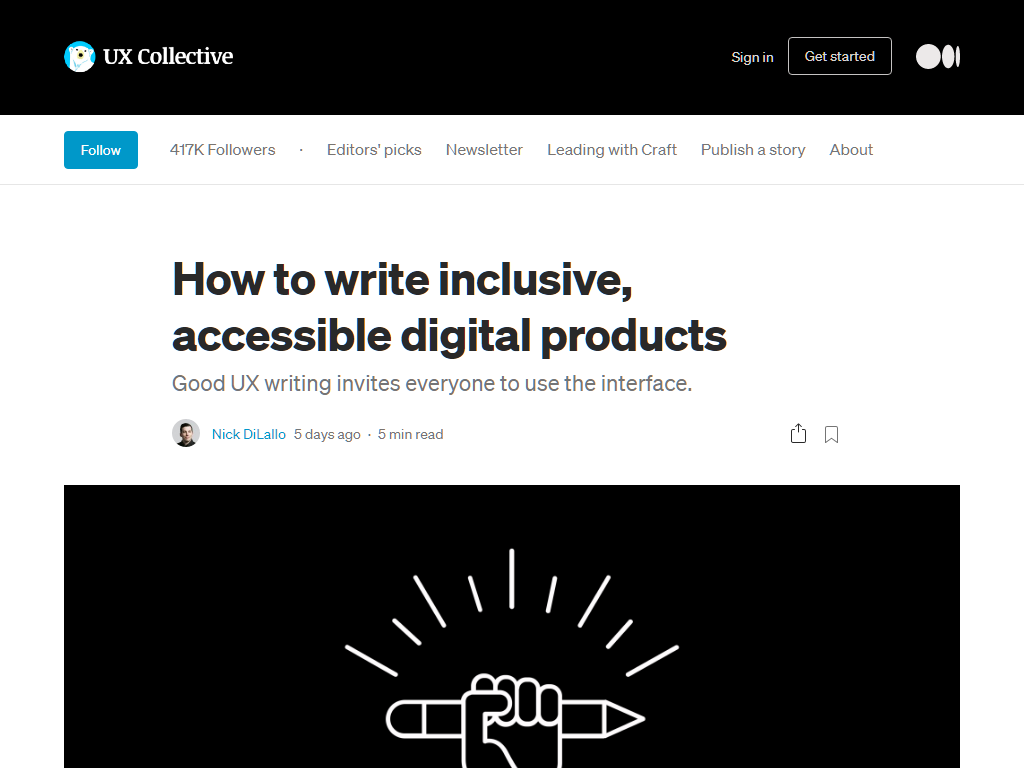 UX Collective
Sign in
Get started
Follow
417K Followers · Editors' picks Newsletter Leading with Craft Publish a story About
How to write inclusive,
accessible digital products
Good UX writing invites everyone to use the interface.
Nick DiLallo 5 days ago · 5 min read